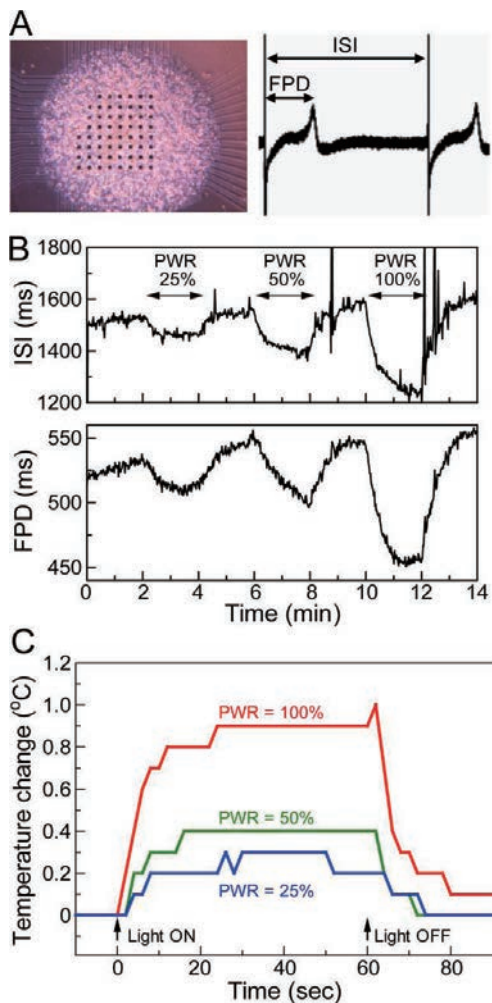 A
ISI
FPD
B
1800
1600
1400
1200
ISI (ms)
PWR
25%
PWR
50%
PWR
100%
550
500
450
FPD (ms)
0 2 4 6 8 10 12 14
Time (min)
C
1.2
1.0
0.8
0.6
0.4
0.2
0
Temperature change (ºC)
PWR = 100%
PWR = 50%
PWR = 25%
Light ON
Light OFF
0 20 40 60 80
Time (sec)